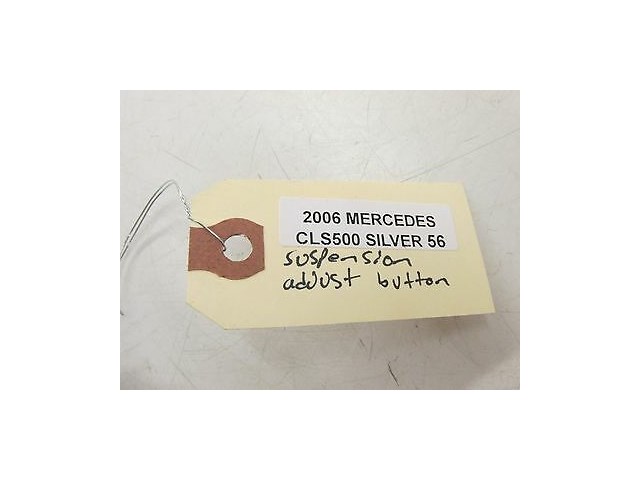 2006 MERCEDES
CLS500 SILVER 56
suspension
adjust button